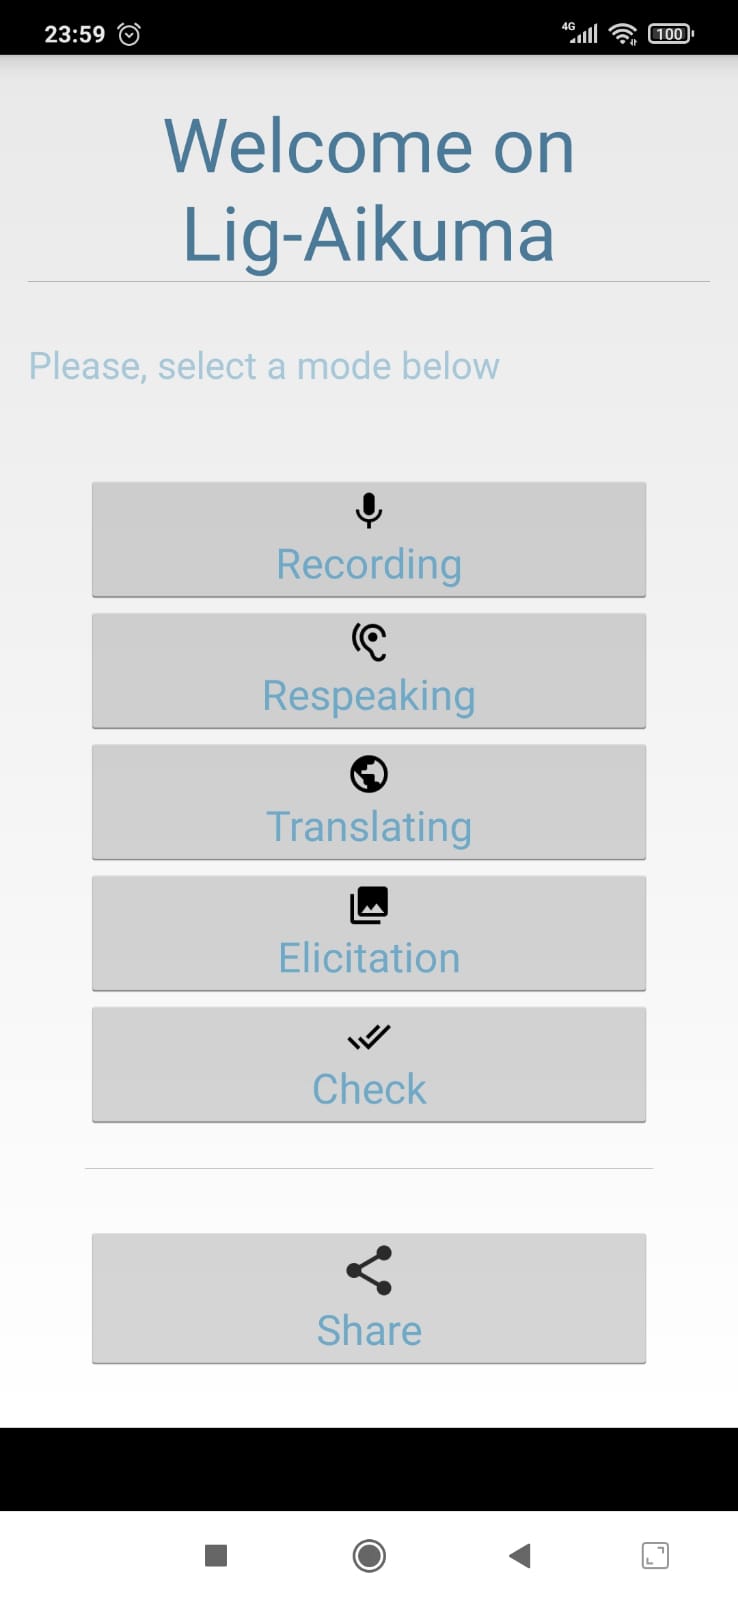 23:59
4G
100
Welcome on
Lig-Aikuma
Please, select a mode below
Recording
Respeaking
Translating
Elicitation
Check
Share